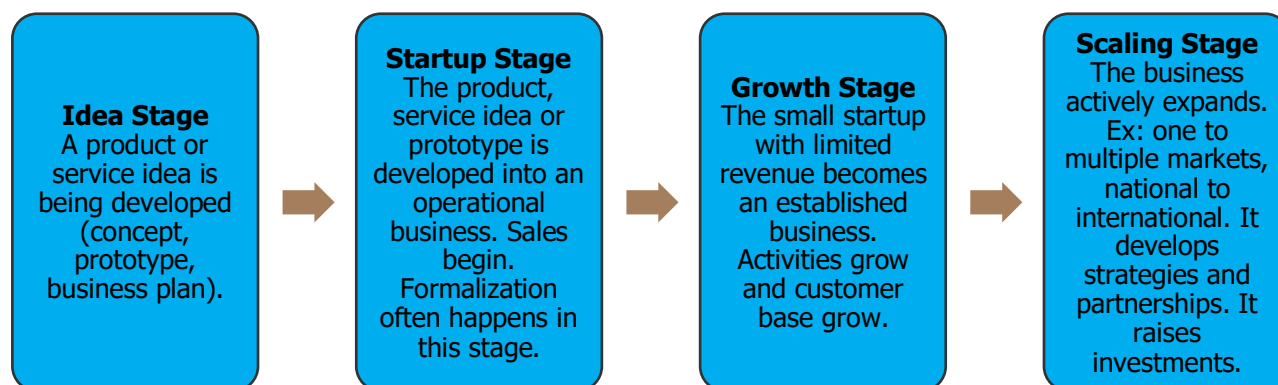 Idea Stage
A product or
service idea is
being developed
(concept,
prototype,
business plan).
Startup Stage
The product,
service idea or
prototype is
developed into an
operational
business. Sales
begin.
Formalization
often happens in
this stage.
Growth Stage
The small startup
with limited
revenue becomes
an established
business.
Activities grow
and customer
base grow.
Scaling Stage
The business
actively expands.
Ex: one to
multiple markets,
national to
international. It
develops
strategies and
partnerships. It
raises
investments.